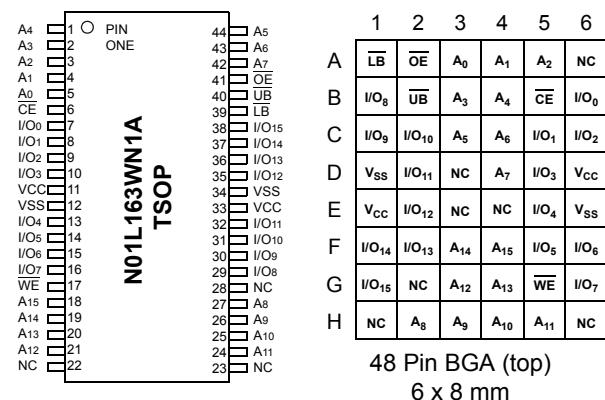 A4 1 PIN 44 A5
A3 2 ONE 43 A6
A2 3 42 A7
A1 4 41 OE
A0 5 40 UB
CE 6 39 LB
I/O0 7 38 I/O15
I/O1 8 37 I/O14
I/O2 9 36 I/O13
I/O3 10 35 I/O12
VCC 11 34 VSS
VSS 12 33 VCC
I/O4 13 32 I/O11
I/O5 14 31 I/O10
I/O6 15 30 I/O9
I/O7 16 29 I/O8
WE 17 28 NC
A15 18 27 A8
A14 19 26 A9
A13 20 25 A10
A12 21 24 A11
NC 22 23 NC
N01L163WN1A
TSOP
1 2 3 4 5 6
A LB OE A0 A1 A2 NC
B I/O8 UB A3 A4 CE I/O0
C I/O9 I/O10 A5 A6 I/O1 I/O2
D VSS I/O11 NC A7 I/O3 VCC
E VCC I/O12 NC NC I/O4 VSS
F I/O14 I/O13 A14 A15 I/O5 I/O6
G I/O15 NC A12 A13 WE I/O7
H NC A8 A9 A10 A11 NC
48 Pin BGA (top)
6 x 8 mm